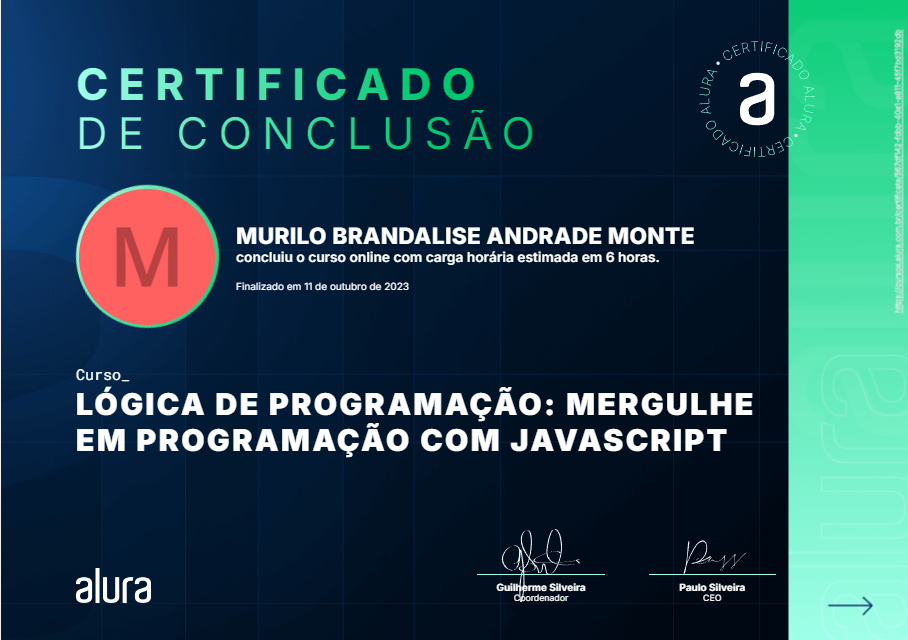 CERTIFICADO
DE CONCLUSÃO
CERTIFICADO ALURA • CERTIFICADO ALURA •
a
M
MURILO BRANDALISE ANDRADE MONTE
concluiu o curso online com carga horária estimada em 6 horas.
Finalizado em 11 de outubro de 2023
Curso_
LÓGICA DE PROGRAMAÇÃO: MERGULHE
EM PROGRAMAÇÃO COM JAVASCRIPT
alura
Guilherme Silveira
Coordenador
Paulo Silveira
CEO
alura